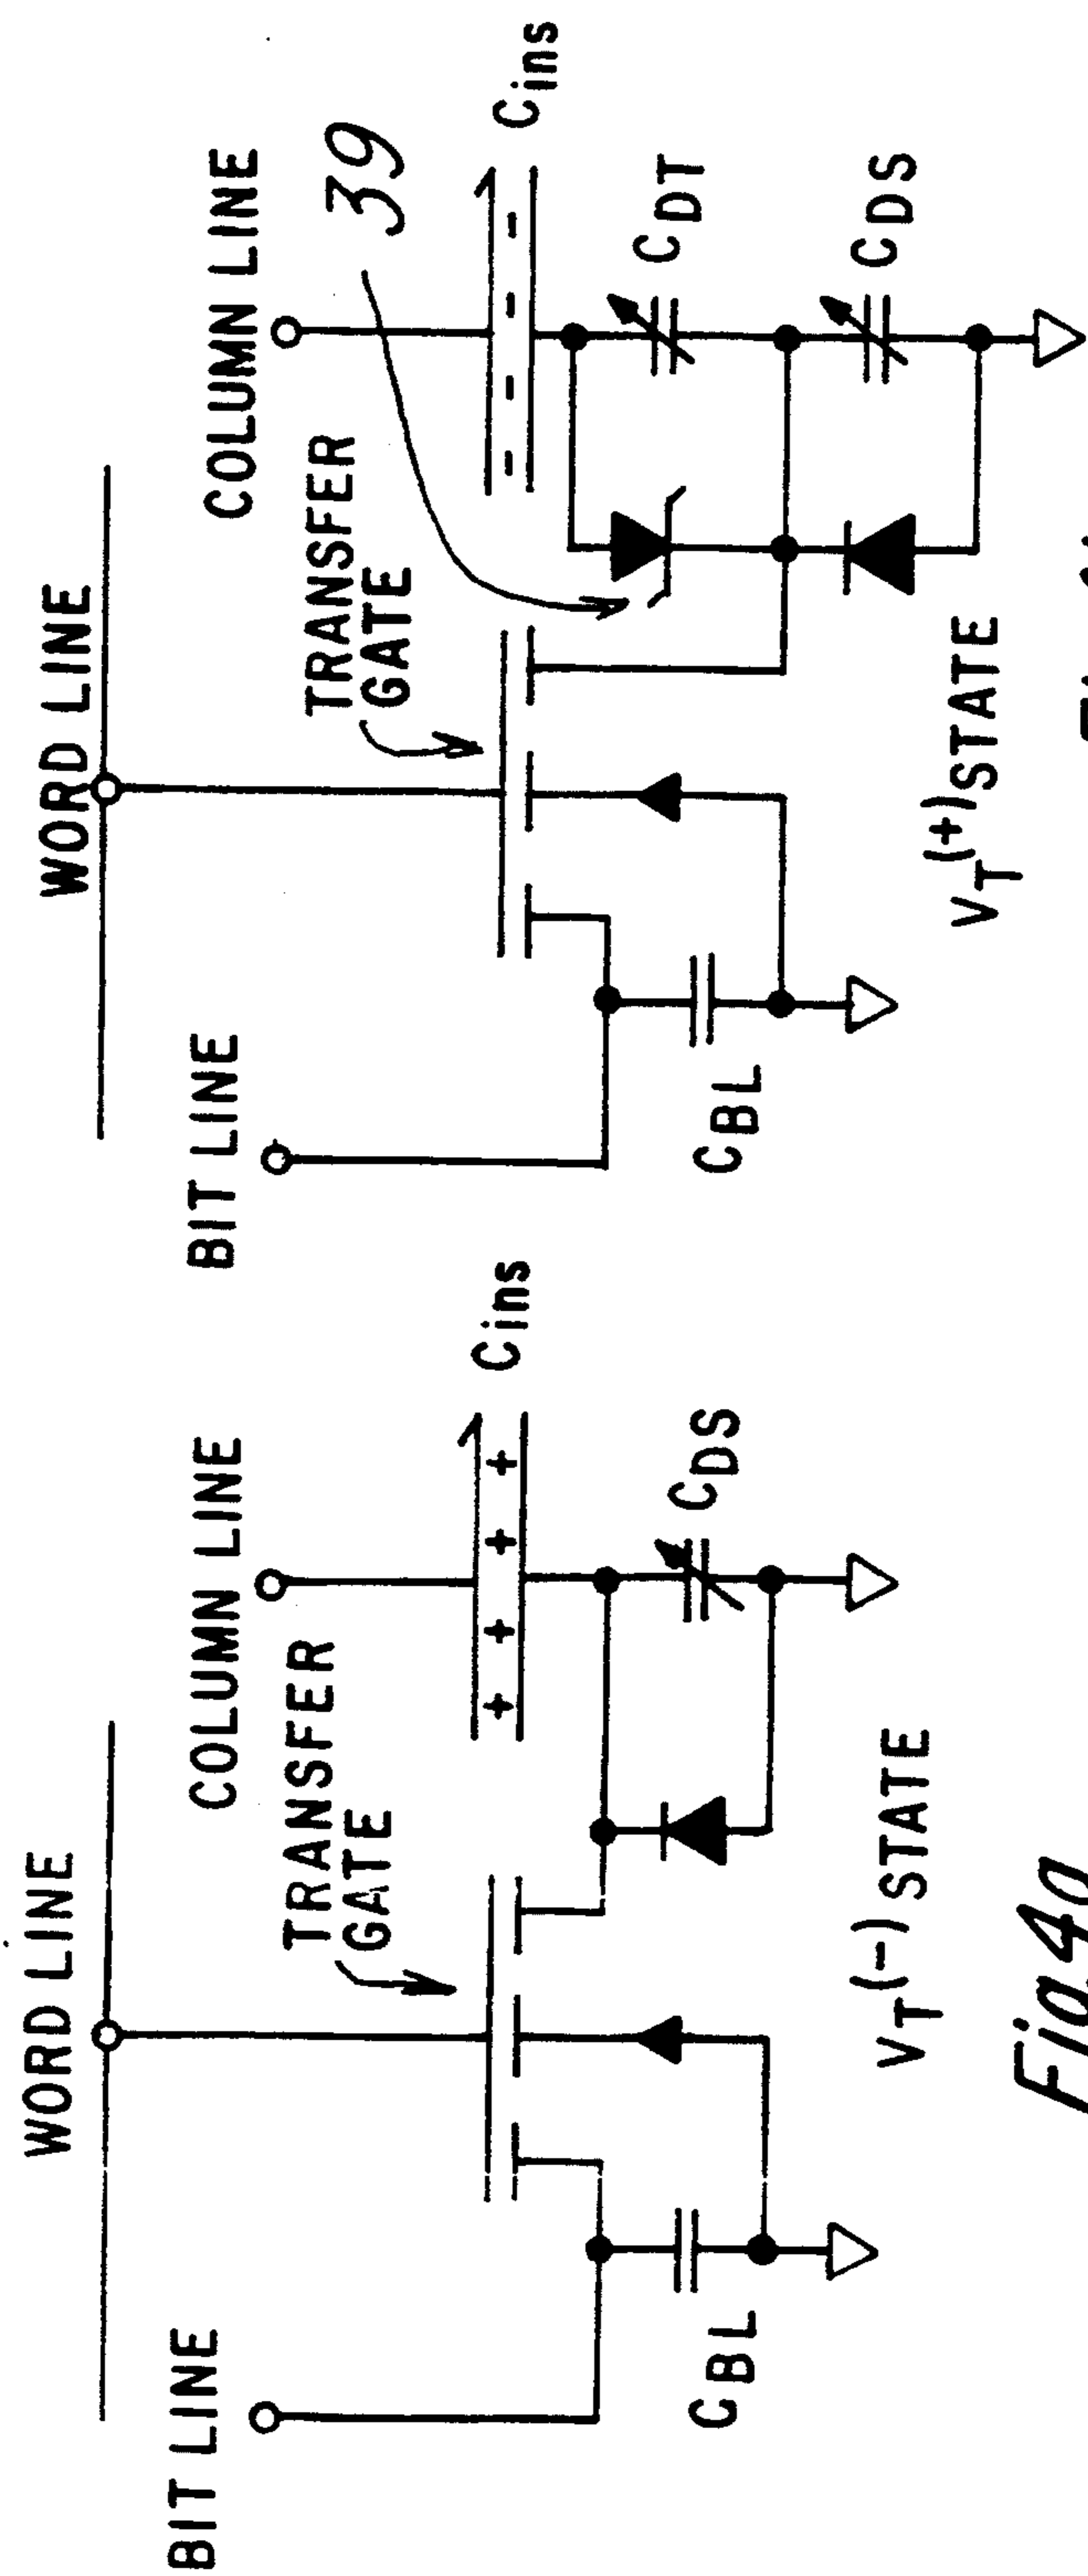 WORD LINE
BIT LINE
COLUMN LINE
TRANSFER
GATE
Cins
CBL
CDS
VT(-) STATE
Fig.4a
WORD LINE
BIT LINE
COLUMN LINE
TRANSFER
GATE
39
Cins
CBL
CDT
CDS
VT(+) STATE